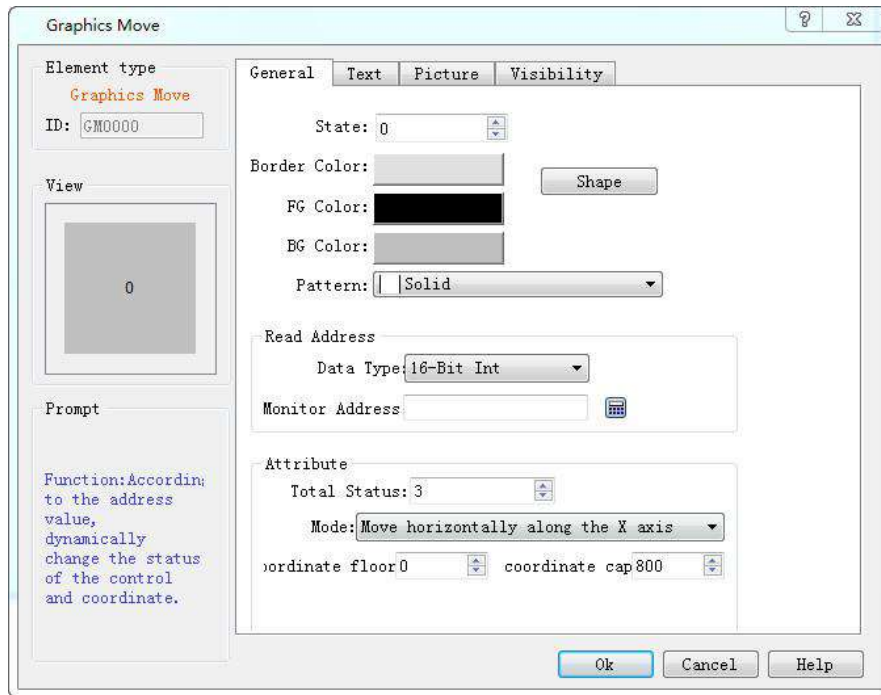 Graphics Move
Element type
Graphics Move
ID: GM0000
View
0
Prompt
Function:Accordin
to the address
value,
dynamically
change the status
of the control
and coordinate.
General Text Picture Visibility
State: 0
Border Color:
Shape
FG Color:
BG Color:
Pattern: Solid
Read Address
Data Type: 16-Bit Int
Monitor Address
Attribute
Total Status: 3
Mode: Move horizontally along the X axis
oordinate floor 0 coordinate cap 800
Ok Cancel Help